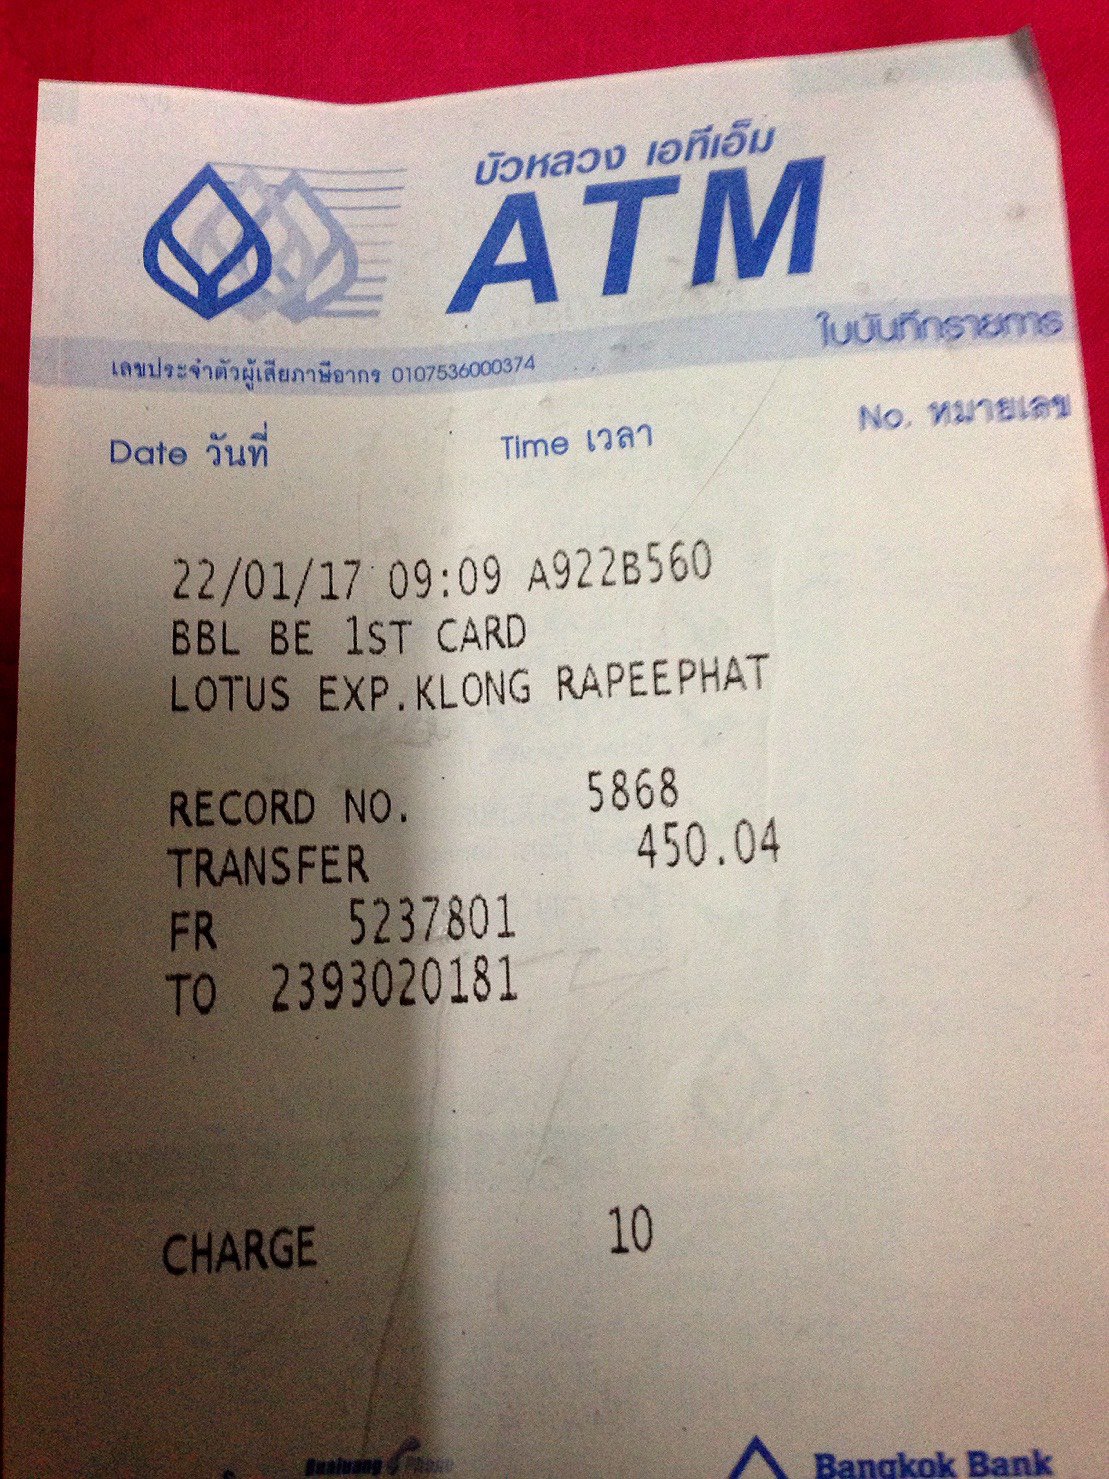 บัวหลวง เอทีเอ็ม
ATM
ใบบันทึกรายการ
เลขประจำตัวผู้เสียภาษีอากร 0107536000374
Date วันที่ Time เวลา No. หมายเลข
22/01/17 09:09 A922B560
BBL BE 1ST CARD
LOTUS EXP.KLONG RAPEEPHAT
RECORD NO. 5868
TRANSFER 450.04
FR 5237801
TO 2393020181
CHARGE 10
Bualuang Phone
Bangkok Bank